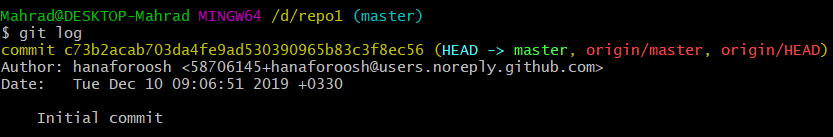 Mahrad@DESKTOP-Mahrad MINGW64 /d/repo1 (master)
$ git log
commit c73b2acab703da4fe9ad530390965b83c3f8ec56 (HEAD -> master, origin/master, origin/HEAD)
Author: hanaforoosh <58706145+hanaforoosh@users.noreply.github.com>
Date:   Tue Dec 10 09:06:51 2019 +0330
    Initial commit